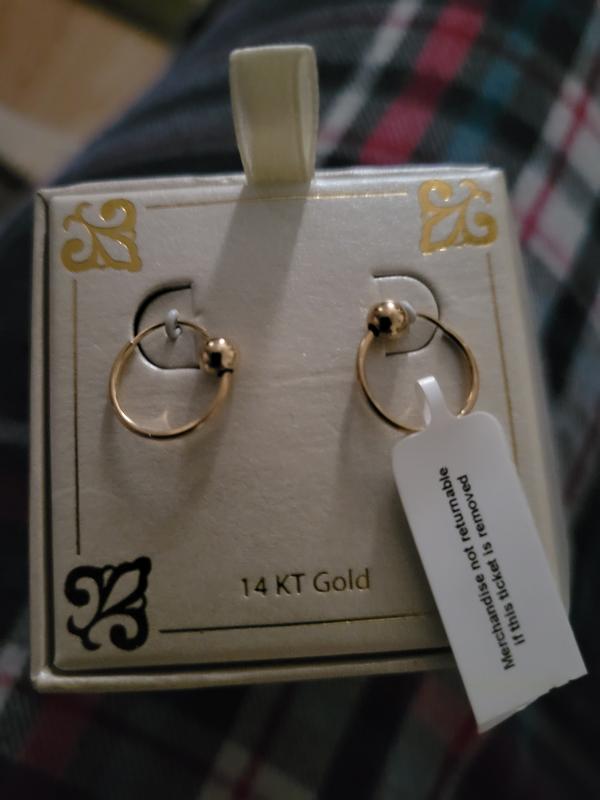 14 KT Gold
Merchandise not returnable
if this ticket is removed